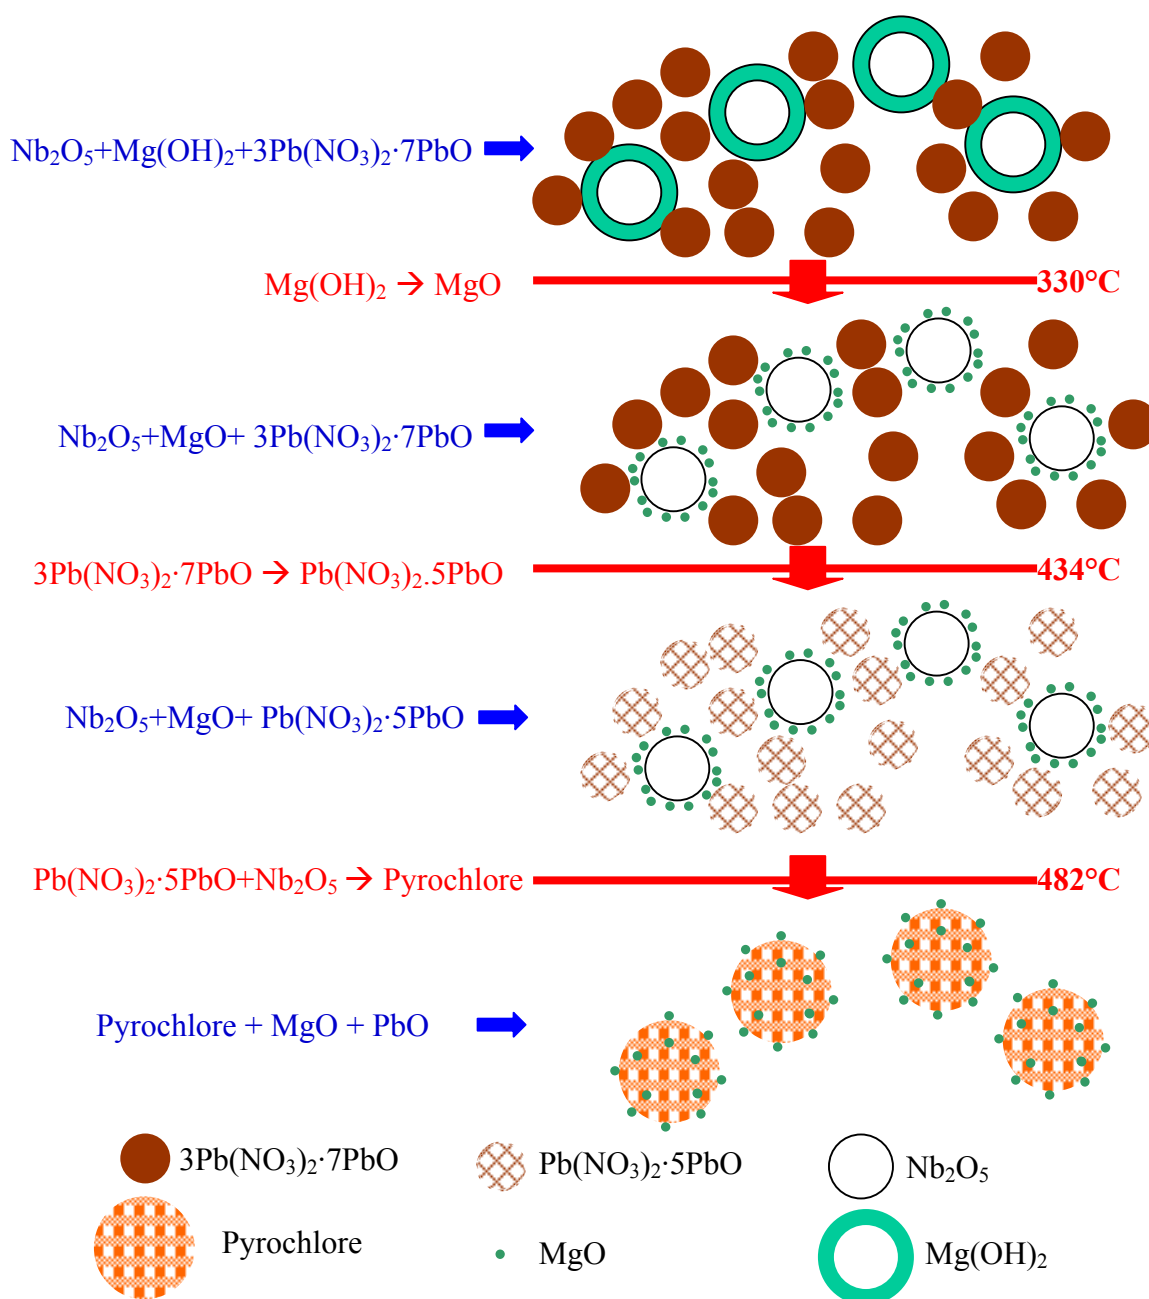 Nb₂O₅+Mg(OH)₂+3Pb(NO₃)₂·7PbO
Mg(OH)₂ → MgO 330°C
Nb₂O₅+MgO+ 3Pb(NO₃)₂·7PbO
3Pb(NO₃)₂·7PbO → Pb(NO₃)₂.5PbO 434°C
Nb₂O₅+MgO+ Pb(NO₃)₂·5PbO
Pb(NO₃)₂·5PbO+Nb₂O₅ → Pyrochlore 482°C
Pyrochlore + MgO + PbO
3Pb(NO₃)₂·7PbO Pb(NO₃)₂·5PbO Nb₂O₅
Pyrochlore MgO Mg(OH)₂